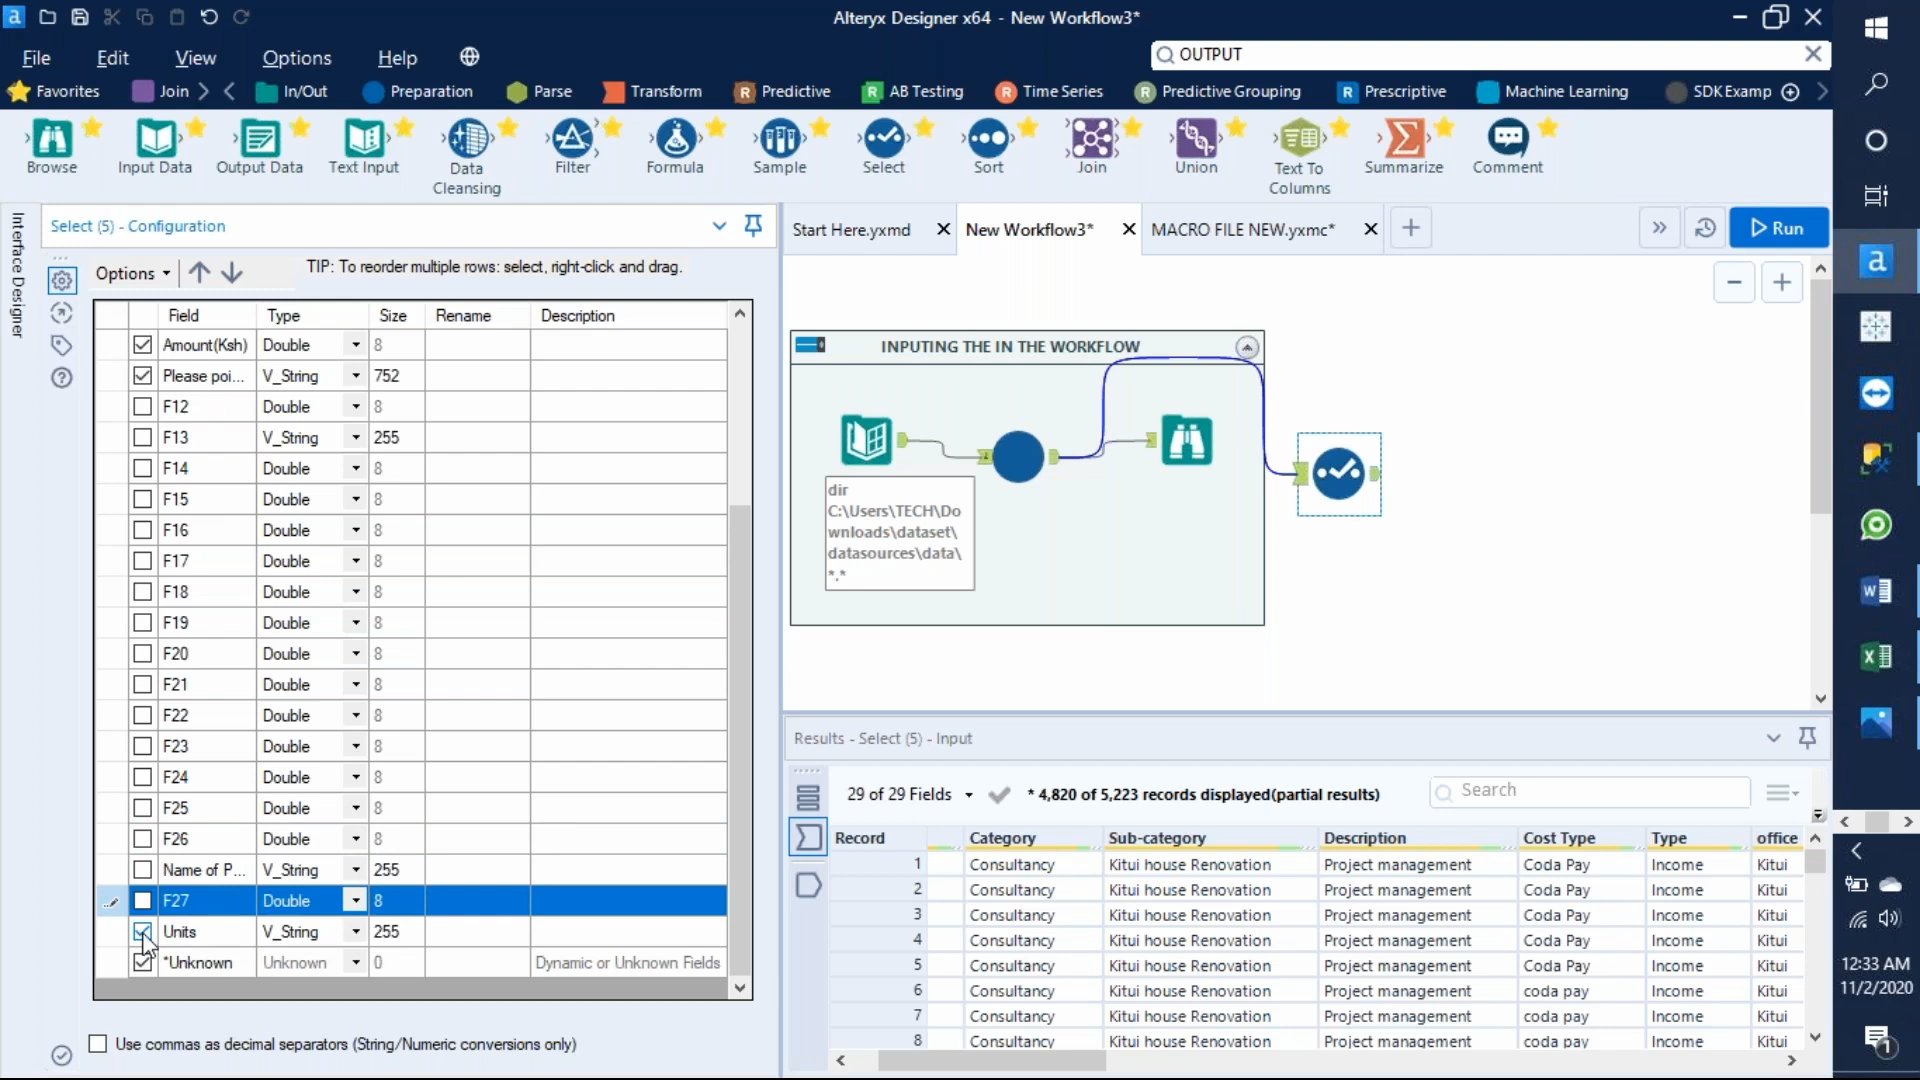 Alteryx Designer x64 - New Workflow3*
File Edit View Options Help
OUTPUT
Favorites Join In/Out Preparation Parse Transform Predictive AB Testing Time Series Predictive Grouping Prescriptive Machine Learning SDK Examp
Browse Input Data Output Data Text Input Data Cleansing Filter Formula Sample Select Sort Join Union Text To Columns Summarize Comment
Interface Designer
Select (5) - Configuration
Options
TIP: To reorder multiple rows: select, right-click and drag.
Field Type Size Rename Description
Amount(Ksh) Double 8
Please poi... V_String 752
F12 Double 8
F13 V_String 255
F14 Double 8
F15 Double 8
F16 Double 8
F17 Double 8
F18 Double 8
F19 Double 8
F20 Double 8
F21 Double 8
F22 Double 8
F23 Double 8
F24 Double 8
F25 Double 8
F26 Double 8
Name of P... V_String 255
F27 Double 8
Units V_String 255
*Unknown Unknown 0 Dynamic or Unknown Fields
Use commas as decimal separators (String/Numeric conversions only)
Start Here.yxmd New Workflow3* MACRO FILE NEW.yxmc*
Run
INPUTING THE IN THE WORKFLOW
dir
C:\Users\TECH\Do
wnloads\dataset\
datasources\data\
*.*
Results - Select (5) - Input
29 of 29 Fields * 4,820 of 5,223 records displayed(partial results) Search
Record Category Sub-category Description Cost Type Type office
1 Consultancy Kitui house Renovation Project management Coda Pay Income Kitui
2 Consultancy Kitui house Renovation Project management Coda Pay Income Kitui
3 Consultancy Kitui house Renovation Project management Coda Pay Income Kitui
4 Consultancy Kitui house Renovation Project management Coda Pay Income Kitui
5 Consultancy Kitui house Renovation Project management Coda Pay Income Kitui
6 Consultancy Kitui house Renovation Project management coda pay Income Kitui
7 Consultancy Kitui house Renovation Project management coda pay Income Kitui
8 Consultancy Kitui house Renovation Project management coda pay Income Kitui
12:33 AM
11/2/2020
1